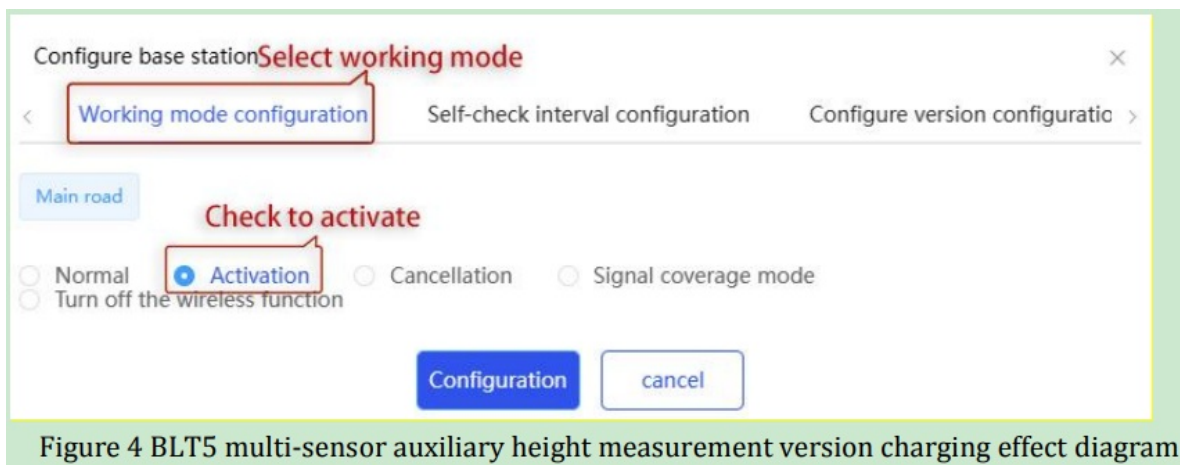 Configure base station Select working mode ×
< Working mode configuration Self-check interval configuration Configure version configuratic >
Main road
Check to activate
Normal Activation Cancellation Signal coverage mode
Turn off the wireless function
Configuration cancel
Figure 4 BLT5 multi-sensor auxiliary height measurement version charging effect diagram